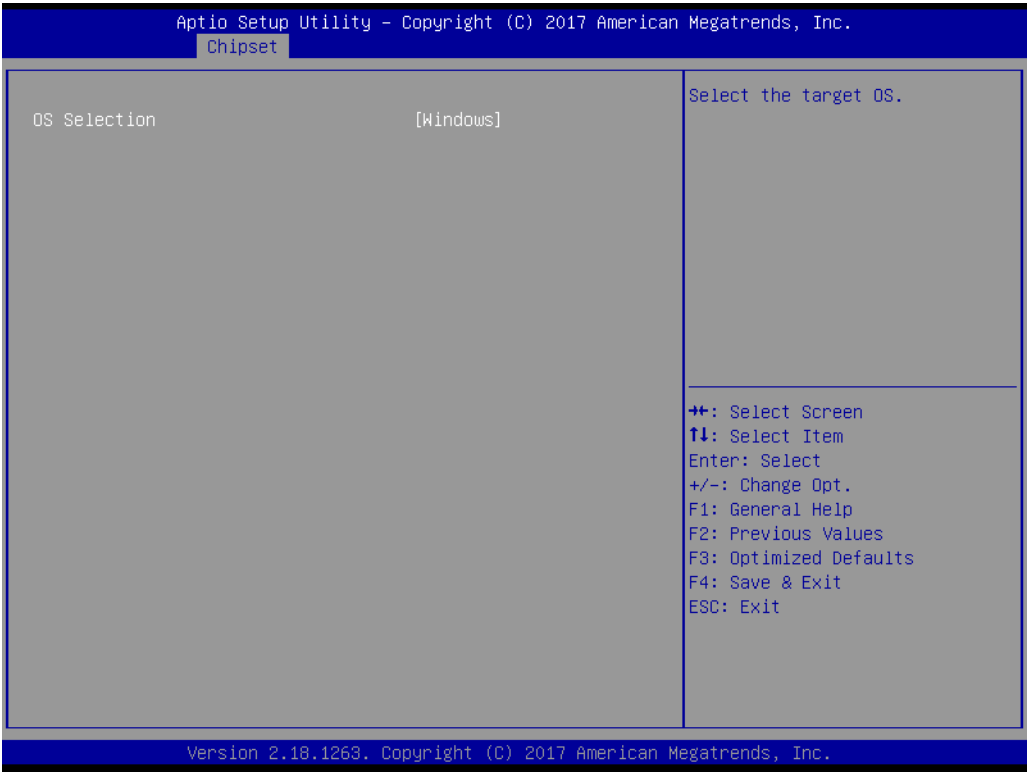 Aptio Setup Utility – Copyright (C) 2017 American Megatrends, Inc.
Chipset
OS Selection [Windows]
Select the target OS.
→←: Select Screen
↑↓: Select Item
Enter: Select
+/-: Change Opt.
F1: General Help
F2: Previous Values
F3: Optimized Defaults
F4: Save & Exit
ESC: Exit
Version 2.18.1263. Copyright (C) 2017 American Megatrends, Inc.